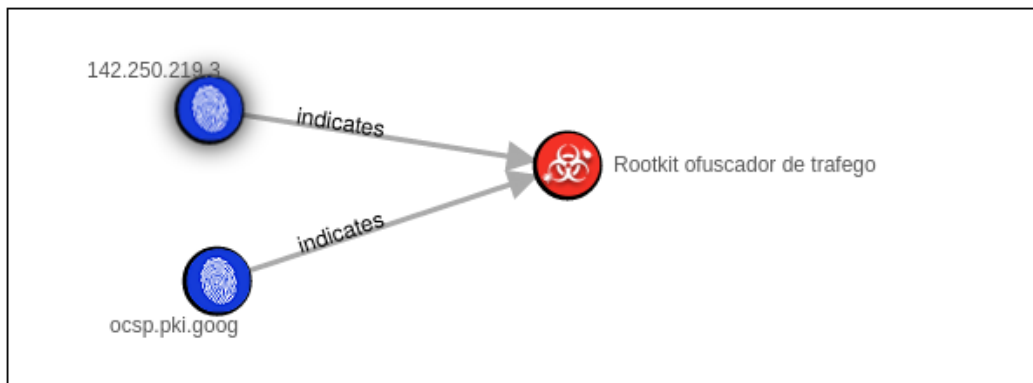 142.250.219.3
indicates
Rootkit ofuscador de trafego
indicates
ocsp.pki.goog